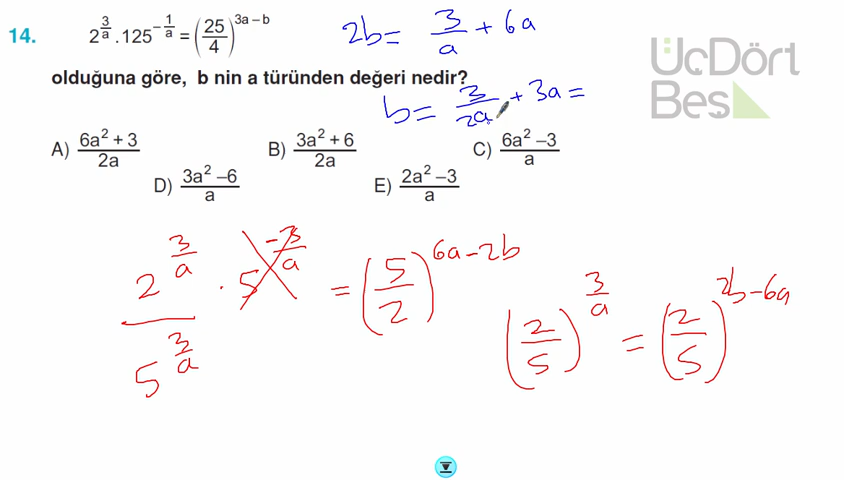 14. 2^(3/a) . 125^(-1/a) = (25/4)^(3a – b)
2b = 3/a + 6a
olduğuna göre, b nin a türünden değeri nedir?
b = 3/2a + 3a =
ÜçDört
Beş
A) (6a² + 3)/2a
B) (3a² + 6)/2a
C) (6a² – 3)/a
D) (3a² – 6)/a
E) (2a² – 3)/a
2^(3/a) / 5^(3/a) . 5^(-3/a) = (5/2)^(6a – 2b)
(2/5)^(3/a) = (2/5)^(2b – 6a)